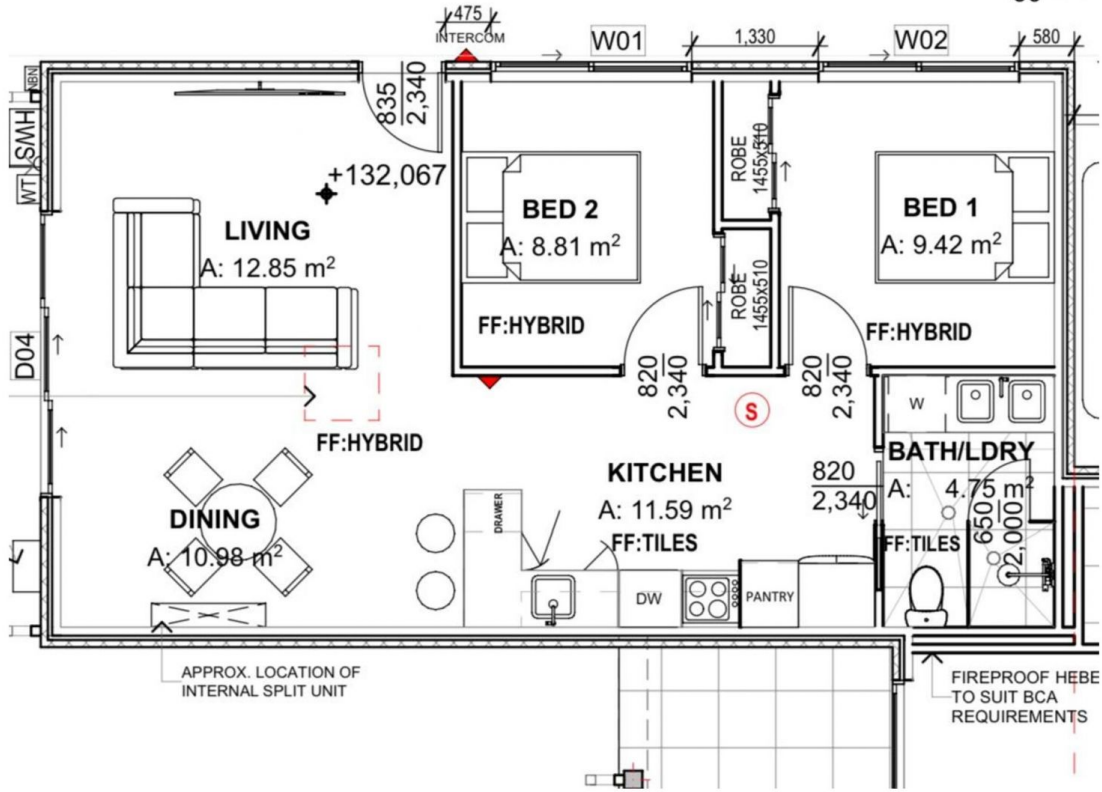 475
INTERCOM
W01
1,330
W02
580
NBN
835
2,340
SWH
WT
+132,067
LIVING
A: 12.85 m²
BED 2
A: 8.81 m²
ROBE
1455x510
BED 1
A: 9.42 m²
ROBE
1455x510
FF:HYBRID
FF:HYBRID
D04
820
2,340
820
2,340
S
W
FF:HYBRID
BATH/LDRY
A: 4.75 m²
KITCHEN
A: 11.59 m²
FF:TILES
820
2,340
650
2,000
FF:TILES
DINING
A: 10.98 m²
DRAWER
DW
PANTRY
APPROX. LOCATION OF
INTERNAL SPLIT UNIT
FIREPROOF HEBE
TO SUIT BCA
REQUIREMENTS